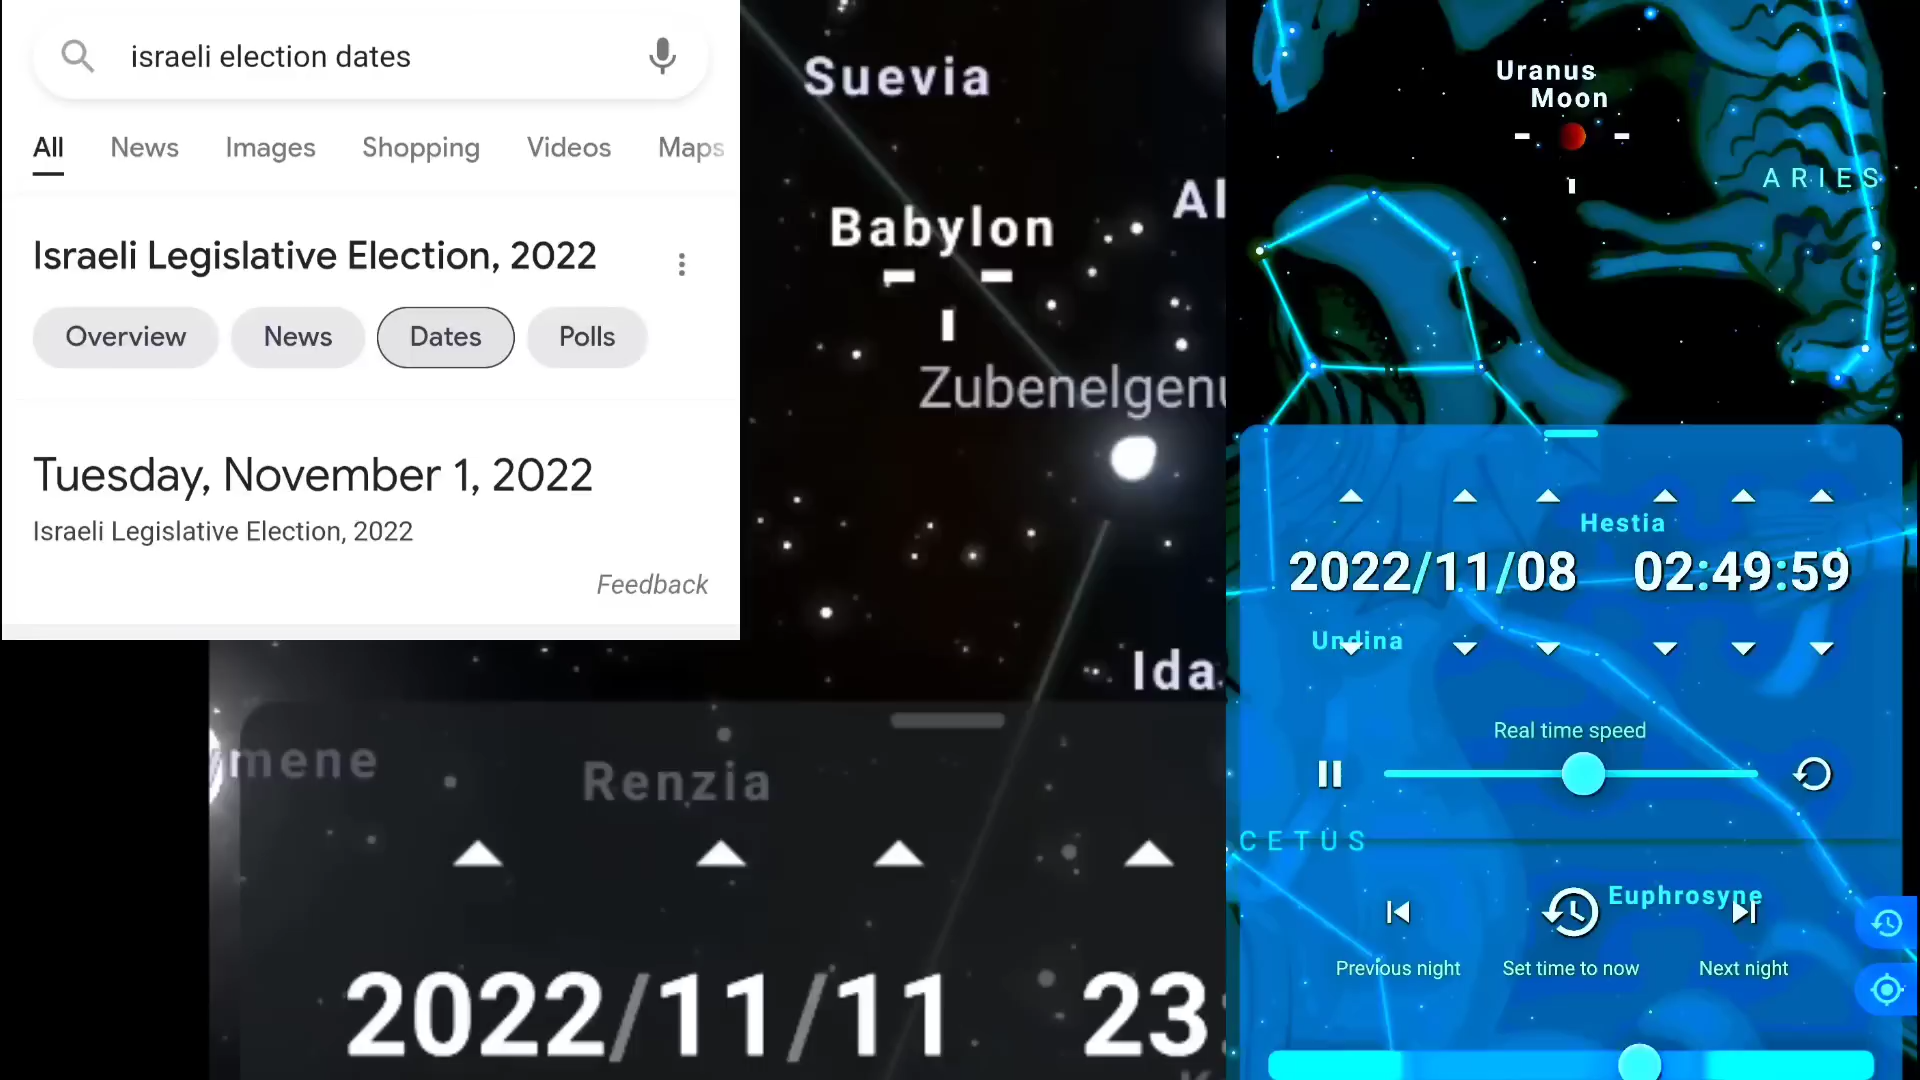 israeli election dates
All News Images Shopping Videos Maps
Israeli Legislative Election, 2022
Overview News Dates Polls
Tuesday, November 1, 2022
Israeli Legislative Election, 2022
Feedback
Suevia
Al
Babylon
Zubenelgenu
Ida
mene
Renzia
2022/11/11 23:
Uranus
Moon
ARIES
Hestia
2022/11/08 02:49:59
Undina
Real time speed
CETUS
Euphrosyne
Previous night Set time to now Next night